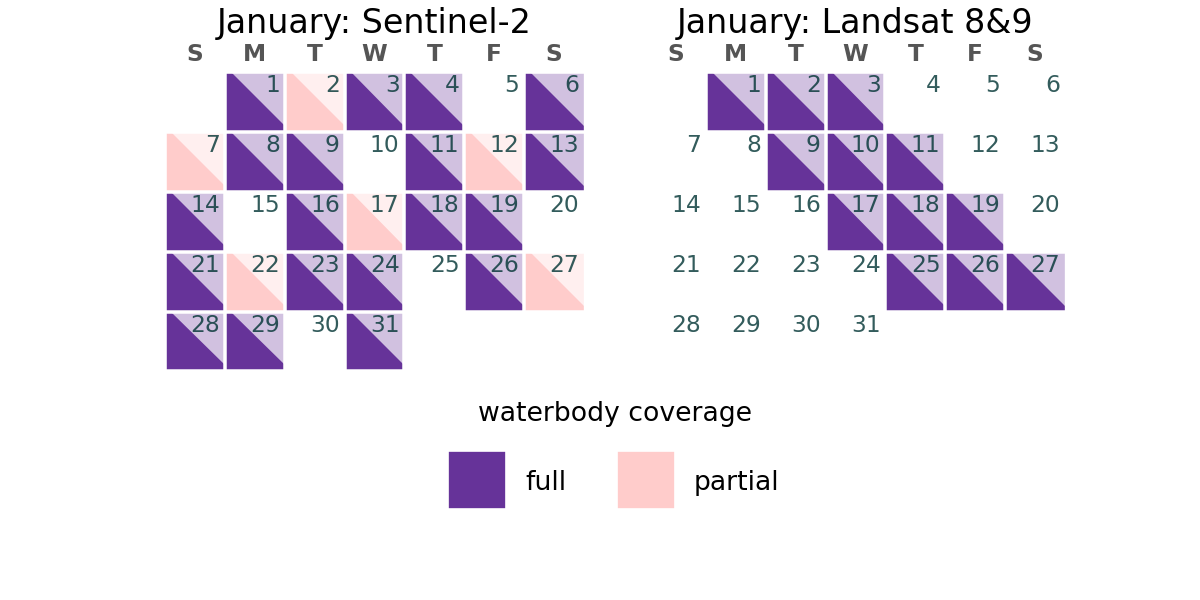 January: Sentinel-2
S M T W T F S
1 2 3 4 5 6
7 8 9 10 11 12 13
14 15 16 17 18 19 20
21 22 23 24 25 26 27
28 29 30 31
January: Landsat 8&9
S M T W T F S
1 2 3 4 5 6
7 8 9 10 11 12 13
14 15 16 17 18 19 20
21 22 23 24 25 26 27
28 29 30 31
waterbody coverage
full partial